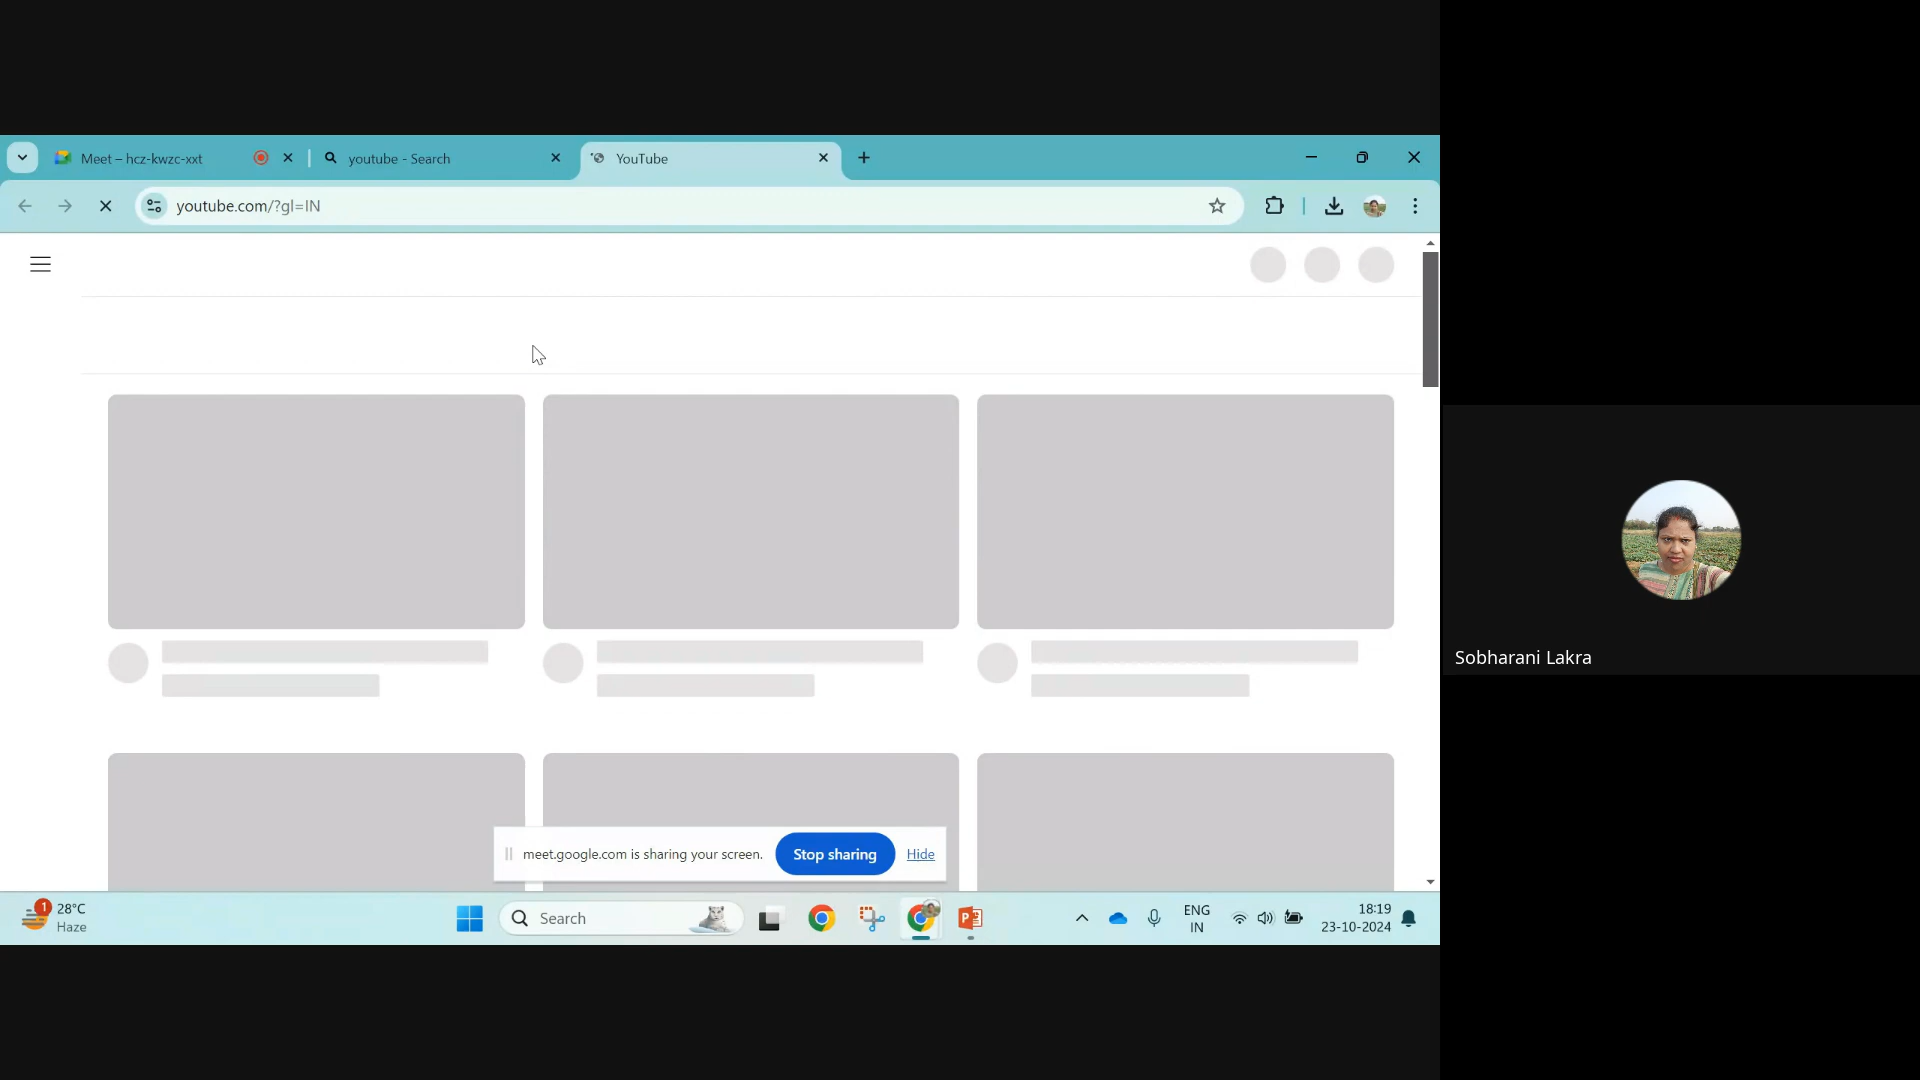 Meet – hcz-kwzc-xxt
youtube - Search
YouTube
youtube.com/?gl=IN
meet.google.com is sharing your screen.
Stop sharing
Hide
Sobharani Lakra
1
28°C
Haze
Search
P
ENG
IN
18:19
23-10-2024